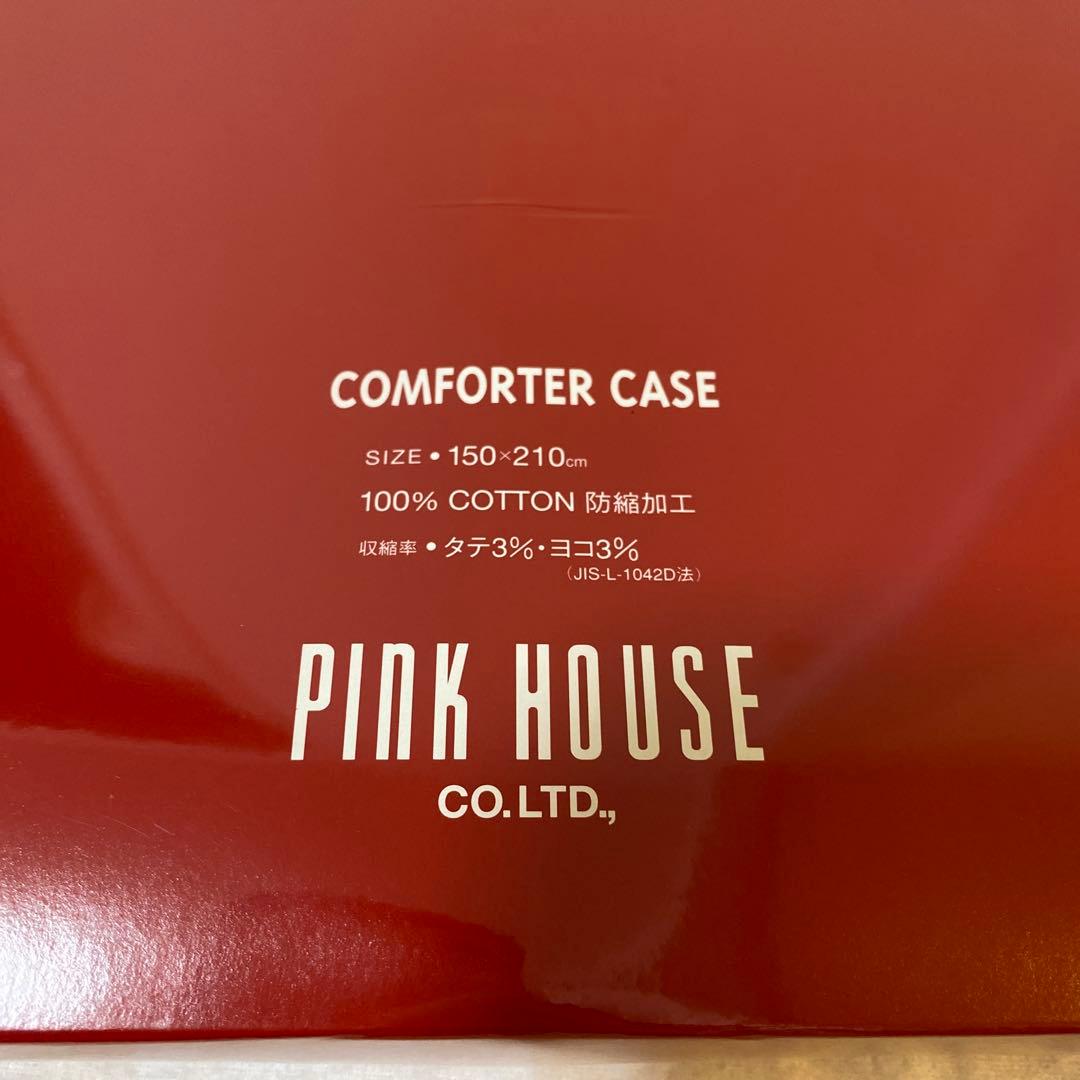 COMFORTER CASE
SIZE • 150×210cm
100% COTTON 防縮加工
収縮率 • タテ3%・ヨコ3%
(JIS-L-1042D法)
PINK HOUSE
CO.LTD.,